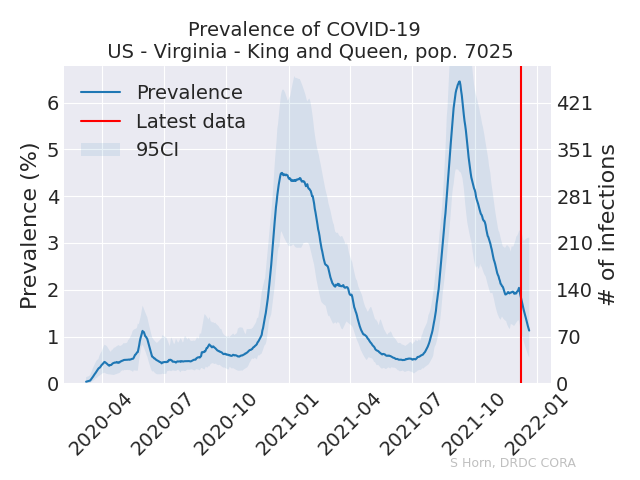 Prevalence of COVID-19
US - Virginia - King and Queen, pop. 7025
Prevalence
Latest data
95CI
Prevalence (%)
6
5
4
3
2
1
0
421
351
281
210
140
70
0
# of Infections
2020-04
2020-07
2020-10
2021-01
2021-04
2021-07
2021-10
2022-01
S Horn, DRDC CORA